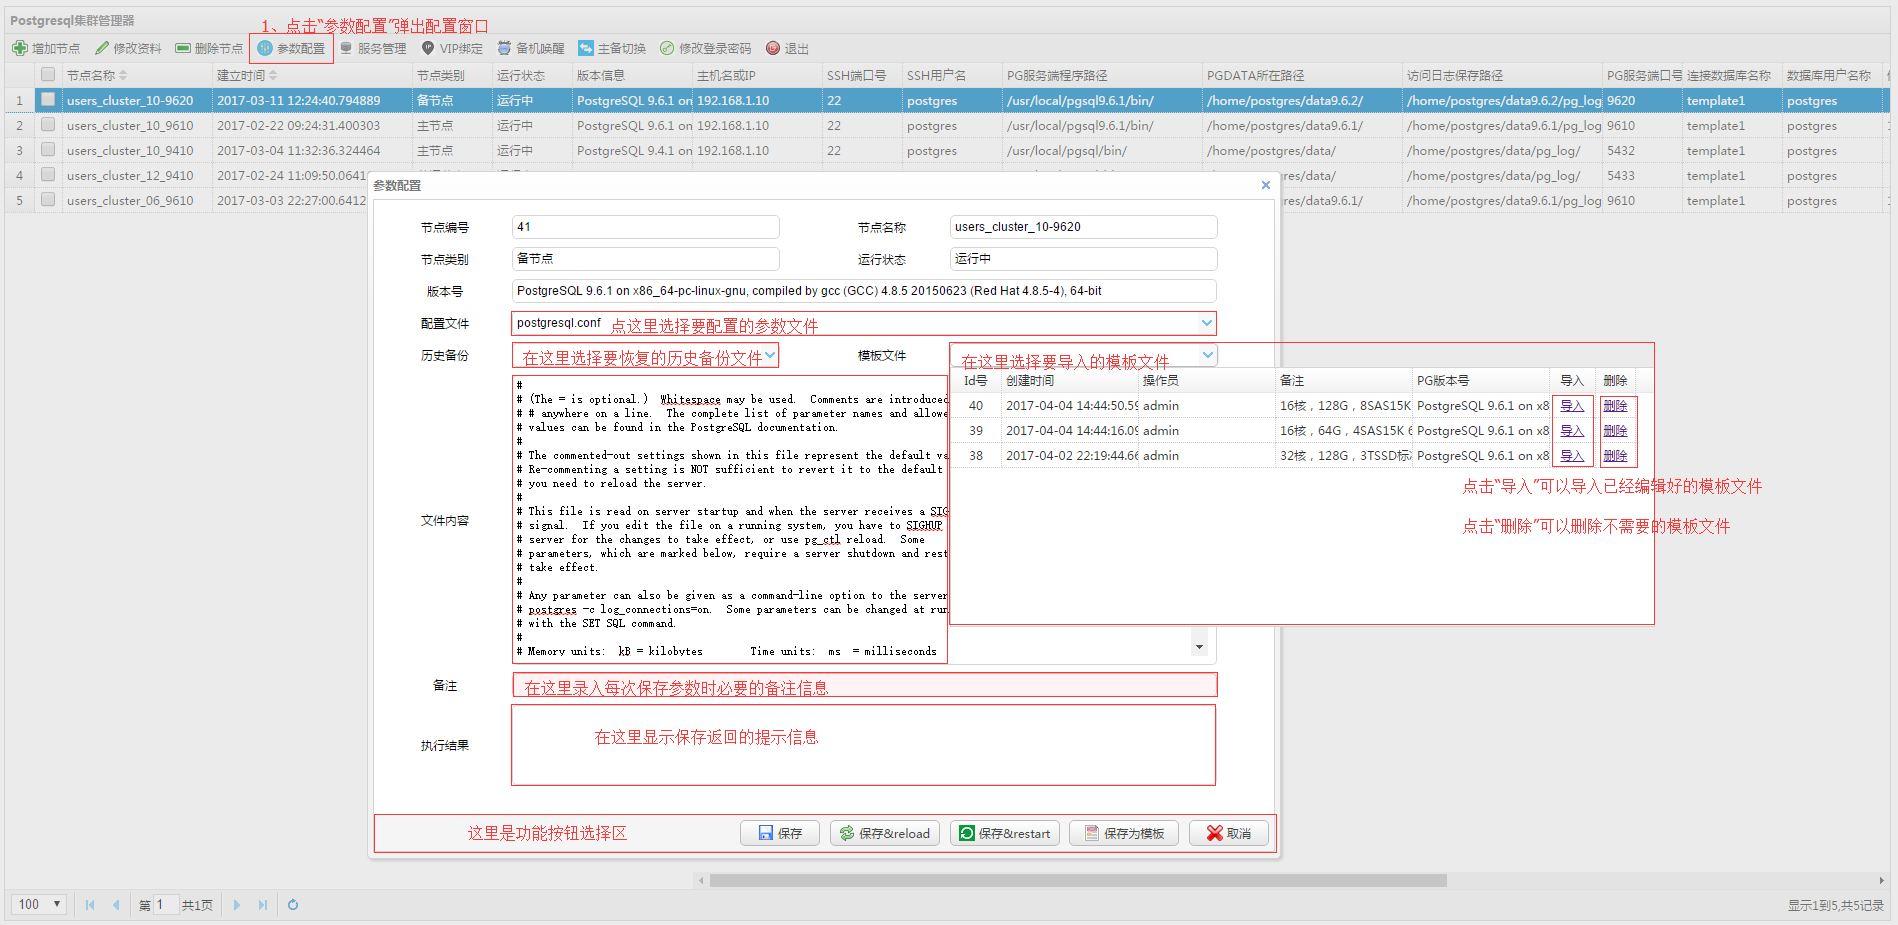 Postgresql集群管理器
1、点击“参数配置”弹出配置窗口
增加节点 修改资料 删除节点 参数配置 服务管理 VIP绑定 备机唤醒 主备切换 修改登录密码 退出
节点名称 建立时间 节点类别 运行状态 版本信息 主机名或IP SSH端口号 SSH用户名 PG服务端程序路径 PGDATA所在路径 访问日志保存路径 PG服务端口号 连接数据库名称 数据库用户名称
1 users_cluster_10-9620 2017-03-11 12:24:40.794889 备节点 运行中 PostgreSQL 9.6.1 on 192.168.1.10 22 postgres /usr/local/pgsql9.6.1/bin/ /home/postgres/data9.6.2/ /home/postgres/data9.6.2/pg_log 9620 template1 postgres
2 users_cluster_10_9610 2017-02-22 09:24:31.400303 主节点 运行中 PostgreSQL 9.6.1 on 192.168.1.10 22 postgres /usr/local/pgsql9.6.1/bin/ /home/postgres/data9.6.1/ /home/postgres/data9.6.1/pg_log 9610 template1 postgres
3 users_cluster_10_9410 2017-03-04 11:32:36.324464 主节点 运行中 PostgreSQL 9.4.1 on 192.168.1.10 22 postgres /usr/local/pgsql/bin/ /home/postgres/data/ /home/postgres/data/pg_log/ 5432 template1 postgres
4 users_cluster_12_9410 2017-02-24 11:09:50.0641 gres/data/ /home/postgres/data/pg_log/ 5433 template1 postgres
5 users_cluster_06_9610 2017-03-03 22:27:00.6412 gres/data9.6.1/ /home/postgres/data9.6.1/pg_log 9610 template1 postgres
参数配置
节点编号 41 节点名称 users_cluster_10-9620
节点类别 备节点 运行状态 运行中
版本号 PostgreSQL 9.6.1 on x86_64-pc-linux-gnu, compiled by gcc (GCC) 4.8.5 20150623 (Red Hat 4.8.5-4), 64-bit
配置文件 postgresql.conf 点这里选择要配置的参数文件
历史备份 在这里选择要恢复的历史备份文件 模板文件 在这里选择要导入的模板文件
Id号 创建时间 操作员 备注 PG版本号 导入 删除
40 2017-04-04 14:44:50.59 admin 16核，128G，8SAS15K PostgreSQL 9.6.1 on x8 导入 删除
39 2017-04-04 14:44:16.09 admin 16核，64G，4SAS15K 6 PostgreSQL 9.6.1 on x8 导入 删除
38 2017-04-02 22:19:44.66 admin 32核，128G，3TSSD标 PostgreSQL 9.6.1 on x8 导入 删除
点击“导入”可以导入已经编辑好的模板文件
点击“删除”可以删除不需要的模板文件
文件内容
#
# (The = is optional.)  Whitespace may be used.  Comments are introduced
# # anywhere on a line.  The complete list of parameter names and allowe
# values can be found in the PostgreSQL documentation.
#
# The commented-out settings shown in this file represent the default va
# Re-commenting a setting is NOT sufficient to revert it to the default
# you need to reload the server.
#
# This file is read on server startup and when the server receives a SIG
# signal.  If you edit the file on a running system, you have to SIGHUP
# server for the changes to take effect, or use pg_ctl reload.  Some
# parameters, which are marked below, require a server shutdown and rest
# take effect.
#
# Any parameter can also be given as a command-line option to the server
# postgres -c log_connections=on.  Some parameters can be changed at run
# with the SET SQL command.
#
# Memory units:  kB = kilobytes        Time units:  ms  = milliseconds
备注 在这里录入每次保存参数时必要的备注信息
执行结果 在这里显示保存返回的提示信息
这里是功能按钮选择区 保存 保存&reload 保存&restart 保存为模板 取消
100 第 1 共1页 显示1到5,共5记录